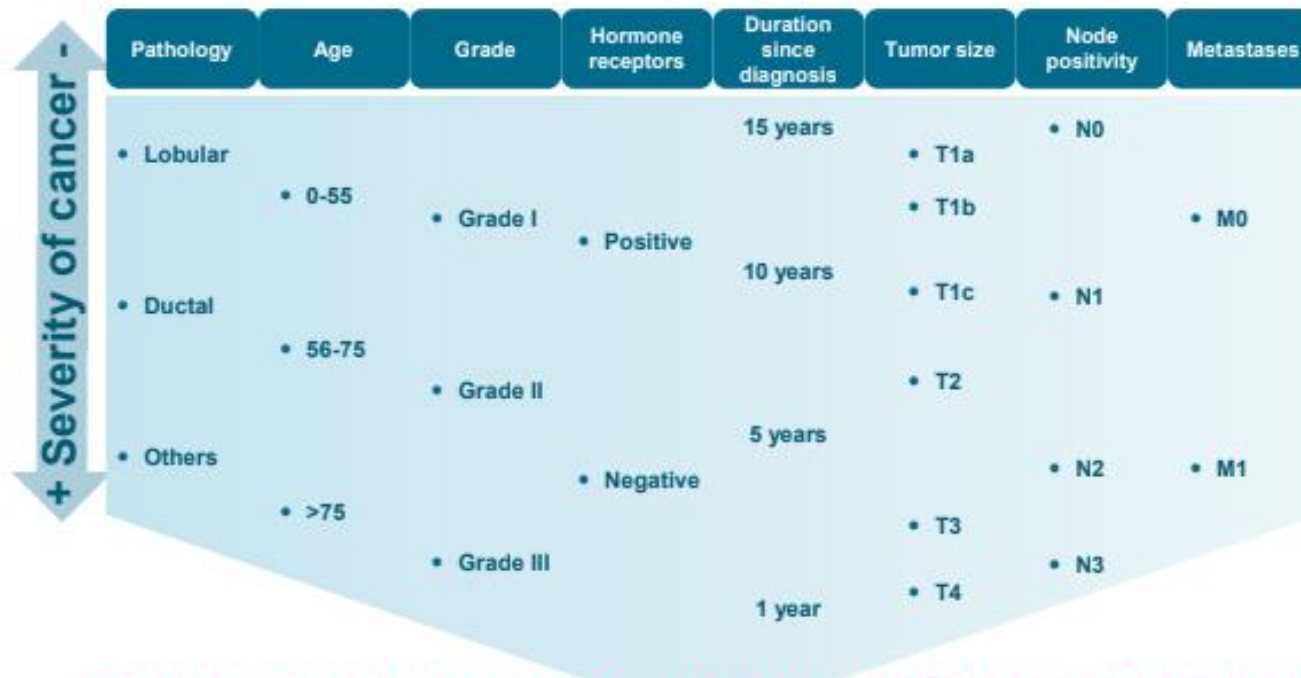 + Severity of cancer -
Pathology
Age
Grade
Hormone
receptors
Duration
since
diagnosis
Tumor size
Node
positivity
Metastases
• Lobular
• Ductal
• Others
• 0-55
• 56-75
• >75
• Grade I
• Grade II
• Grade III
• Positive
• Negative
15 years
10 years
5 years
1 year
• T1a
• T1b
• T1c
• T2
• T3
• T4
• N0
• N1
• N2
• N3
• M0
• M1